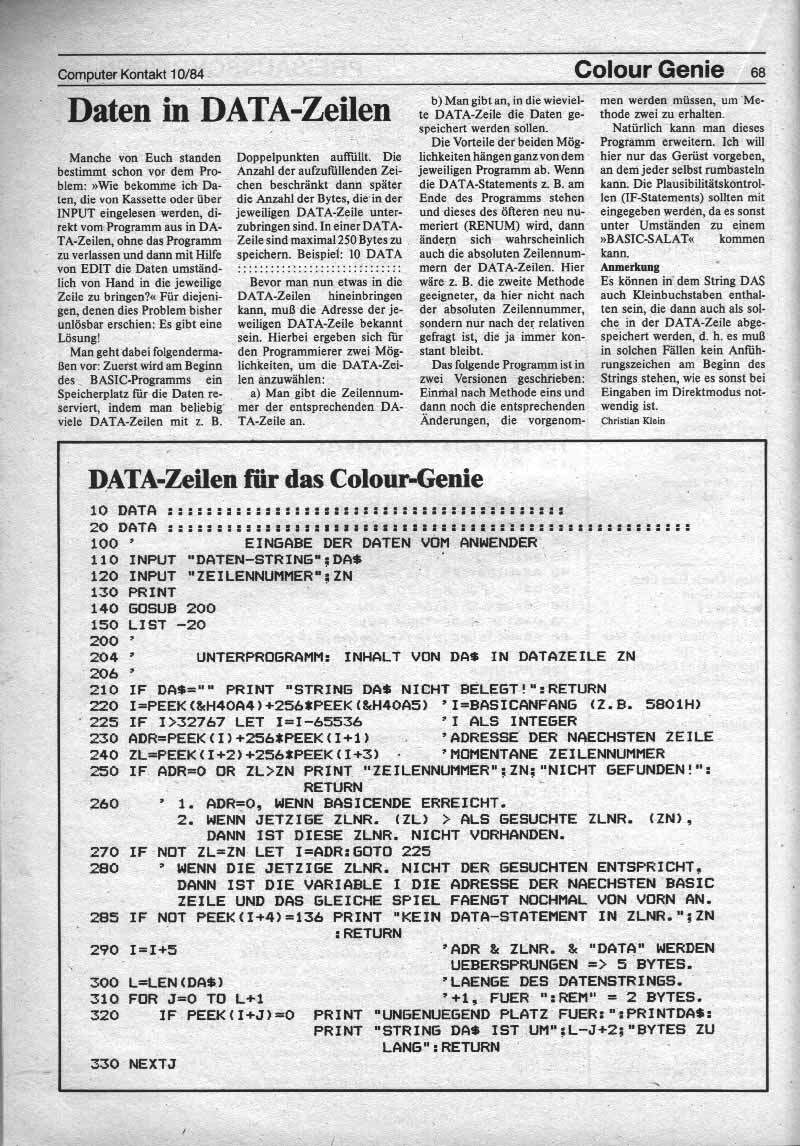 Computer Kontakt 10/84
Colour Genie 68
Daten in DATA-Zeilen
Manche von Euch standen
bestimmt schon vor dem Pro-
blem: »Wie bekomme ich Da-
ten, die von Kassette oder über
INPUT eingelesen werden, di-
rekt vom Programm aus in DA-
TA-Zeilen, ohne das Programm
zu verlassen und dann mit Hilfe
von EDIT die Daten umständ-
lich von Hand in die jeweilige
Zeile zu bringen?« Für diejeni-
gen, denen dies Problem bisher
unlösbar erschien: Es gibt eine
Lösung!
Man geht dabei folgenderma-
ßen vor: Zuerst wird am Beginn
des BASIC-Programms ein
Speicherplatz für die Daten re-
serviert, indem man beliebig
viele DATA-Zeilen mit z. B.
Doppelpunkten auffüllt. Die
Anzahl der aufzufüllenden Zei-
chen beschränkt dann später
die Anzahl der Bytes, die in der
jeweiligen DATA-Zeile unter-
zubringen sind. In einer DATA-
Zeile sind maximal 250 Bytes zu
speichern. Beispiel: 10 DATA
::::::::::::::::::::::::::::
Bevor man nun etwas in die
DATA-Zeilen hineinbringen
kann, muß die Adresse der je-
weiligen DATA-Zeile bekannt
sein. Hierbei ergeben sich für
den Programmierer zwei Mög-
lichkeiten, um die DATA-Zei-
len anzuwählen:
a) Man gibt die Zeilennum-
mer der entsprechenden DA-
TA-Zeile an.
b) Man gibt an, in die wieviel-
te DATA-Zeile die Daten ge-
speichert werden sollen.
Die Vorteile der beiden Mög-
lichkeiten hängen ganz von dem
jeweiligen Programm ab. Wenn
die DATA-Statements z. B. am
Ende des Programms stehen
und dieses des öfteren neu nu-
meriert (RENUM) wird, dann
ändern sich wahrscheinlich
auch die absoluten Zeilennum-
mern der DATA-Zeilen. Hier
wäre z. B. die zweite Methode
geeigneter, da hier nicht nach
der absoluten Zeilennummer,
sondern nur nach der relativen
gefragt ist, die ja immer kon-
stant bleibt.
Das folgende Programm ist in
zwei Versionen geschrieben:
Einmal nach Methode eins und
dann noch die entsprechenden
Änderungen, die vorgenom-
men werden müssen, um Me-
thode zwei zu erhalten.
Natürlich kann man dieses
Programm erweitern. Ich will
hier nur das Gerüst vorgeben,
an dem jeder selbst rumbasteln
kann. Die Plausibilitätskontrol-
len (IF-Statements) sollten mit
eingegeben werden, da es sonst
unter Umständen zu einem
»BASIC-SALAT« kommen
kann.
Anmerkung
Es können in dem String DAS
auch Kleinbuchstaben enthal-
ten sein, die dann auch als sol-
che in der DATA-Zeile abge-
speichert werden, d. h. es muß
in solchen Fällen kein Anfüh-
rungszeichen am Beginn des
Strings stehen, wie es sonst bei
Eingaben im Direktmodus not-
wendig ist.
Christian Klein
DATA-Zeilen für das Colour-Genie
10 DATA :::::::::::::::::::::::::::::::::::::::::
20 DATA ::::::::::::::::::::::::::::::::::::::::::::::::::::::
100 ' EINGABE DER DATEN VOM ANWENDER
110 INPUT "DATEN-STRING";DA$
120 INPUT "ZEILENNUMMER";ZN
130 PRINT
140 GOSUB 200
150 LIST -20
200 '
204 ' UNTERPROGRAMM: INHALT VON DA$ IN DATAZEILE ZN
206 '
210 IF DA$="" PRINT "STRING DA$ NICHT BELEGT!":RETURN
220 I=PEEK(&H40A4)+256*PEEK(&H40A5) 'I=BASICANFANG (Z.B. 5801H)
225 IF I>32767 LET I=I-65536 'I ALS INTEGER
230 ADR=PEEK(I)+256*PEEK(I+1) 'ADRESSE DER NAECHSTEN ZEILE
240 ZL=PEEK(I+2)+256*PEEK(I+3) 'MOMENTANE ZEILENNUMMER
250 IF ADR=0 OR ZL>ZN PRINT "ZEILENNUMMER";ZN;"NICHT GEFUNDEN!":
RETURN
260 ' 1. ADR=0, WENN BASICENDE ERREICHT.
2. WENN JETZIGE ZLNR. (ZL) > ALS GESUCHTE ZLNR. (ZN),
DANN IST DIESE ZLNR. NICHT VORHANDEN.
270 IF NOT ZL=ZN LET I=ADR:GOTO 225
280 ' WENN DIE JETZIGE ZLNR. NICHT DER GESUCHTEN ENTSPRICHT,
DANN IST DIE VARIABLE I DIE ADRESSE DER NAECHSTEN BASIC
ZEILE UND DAS GLEICHE SPIEL FAENGT NOCHMAL VON VORN AN.
285 IF NOT PEEK(I+4)=136 PRINT "KEIN DATA-STATEMENT IN ZLNR.";ZN
:RETURN
290 I=I+5 'ADR & ZLNR. & "DATA" WERDEN
UEBERSPRUNGEN => 5 BYTES.
300 L=LEN(DA$) 'LAENGE DES DATENSTRINGS.
310 FOR J=0 TO L+1 '+1, FUER ":REM" = 2 BYTES.
320 IF PEEK(I+J)=0 PRINT "UNGENUEGEND PLATZ FUER:":PRINTDA$:
PRINT "STRING DA$ IST UM";L-J+2;"BYTES ZU
LANG":RETURN
330 NEXTJ